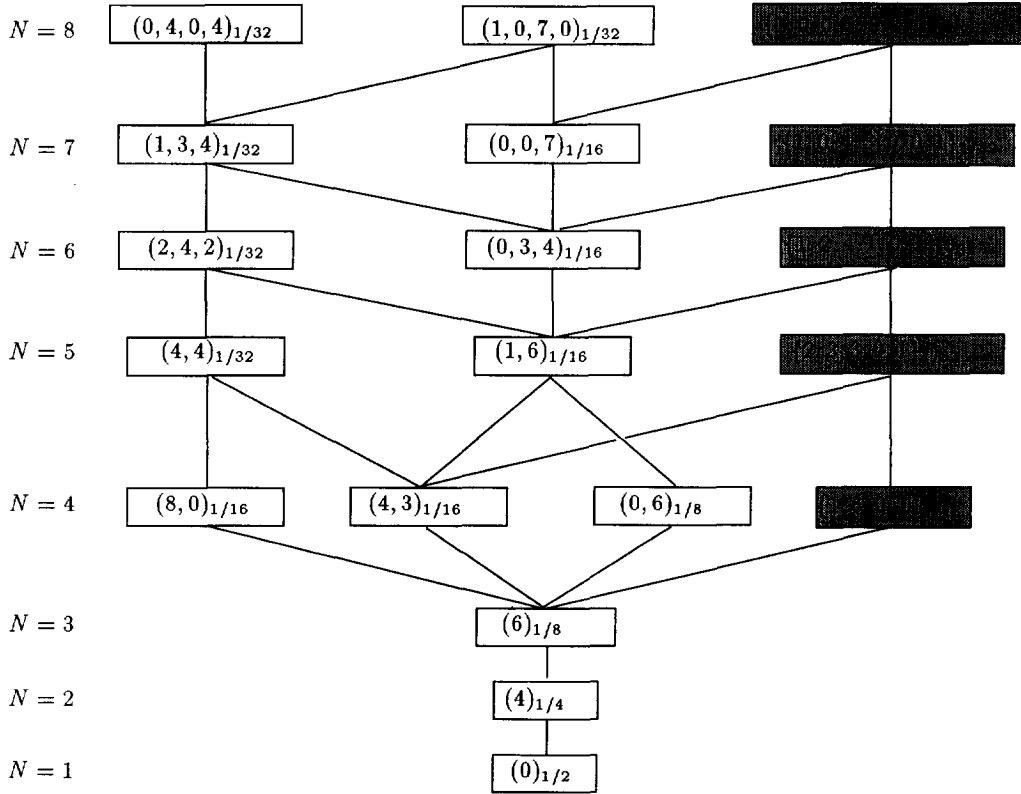 N = 8 (0, 4, 0, 4)1/32 (1, 0, 7, 0)1/32
N = 7 (1, 3, 4)1/32 (0, 0, 7)1/16
N = 6 (2, 4, 2)1/32 (0, 3, 4)1/16
N = 5 (4, 4)1/32 (1, 6)1/16
N = 4 (8, 0)1/16 (4, 3)1/16 (0, 6)1/8
N = 3 (6)1/8
N = 2 (4)1/4
N = 1 (0)1/2